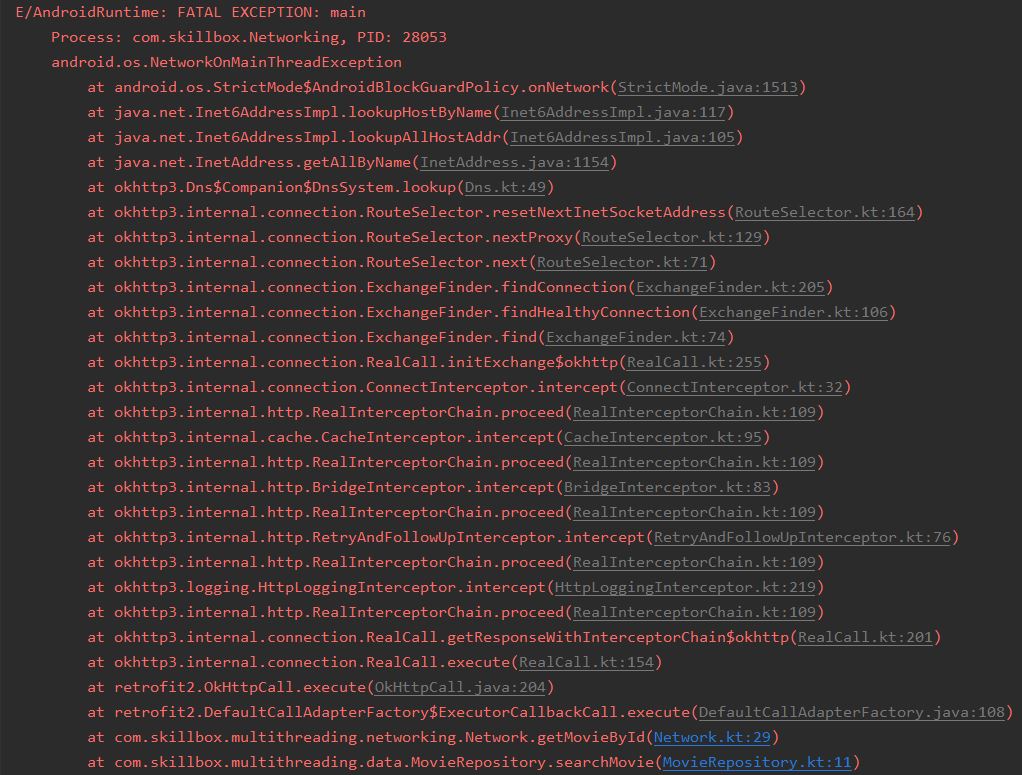 E/AndroidRuntime: FATAL EXCEPTION: main
Process: com.skillbox.Networking, PID: 28053
android.os.NetworkOnMainThreadException
at android.os.StrictMode$AndroidBlockGuardPolicy.onNetwork(StrictMode.java:1513)
at java.net.Inet6AddressImpl.lookupHostByName(Inet6AddressImpl.java:117)
at java.net.Inet6AddressImpl.lookupAllHostAddr(Inet6AddressImpl.java:105)
at java.net.InetAddress.getAllByName(InetAddress.java:1154)
at okhttp3.Dns$Companion$DnsSystem.lookup(Dns.kt:49)
at okhttp3.internal.connection.RouteSelector.resetNextInetSocketAddress(RouteSelector.kt:164)
at okhttp3.internal.connection.RouteSelector.nextProxy(RouteSelector.kt:129)
at okhttp3.internal.connection.RouteSelector.next(RouteSelector.kt:71)
at okhttp3.internal.connection.ExchangeFinder.findConnection(ExchangeFinder.kt:205)
at okhttp3.internal.connection.ExchangeFinder.findHealthyConnection(ExchangeFinder.kt:106)
at okhttp3.internal.connection.ExchangeFinder.find(ExchangeFinder.kt:74)
at okhttp3.internal.connection.RealCall.initExchange$okhttp(RealCall.kt:255)
at okhttp3.internal.connection.ConnectInterceptor.intercept(ConnectInterceptor.kt:32)
at okhttp3.internal.http.RealInterceptorChain.proceed(RealInterceptorChain.kt:109)
at okhttp3.internal.cache.CacheInterceptor.intercept(CacheInterceptor.kt:95)
at okhttp3.internal.http.RealInterceptorChain.proceed(RealInterceptorChain.kt:109)
at okhttp3.internal.http.BridgeInterceptor.intercept(BridgeInterceptor.kt:83)
at okhttp3.internal.http.RealInterceptorChain.proceed(RealInterceptorChain.kt:109)
at okhttp3.internal.http.RetryAndFollowUpInterceptor.intercept(RetryAndFollowUpInterceptor.kt:76)
at okhttp3.internal.http.RealInterceptorChain.proceed(RealInterceptorChain.kt:109)
at okhttp3.logging.HttpLoggingInterceptor.intercept(HttpLoggingInterceptor.kt:219)
at okhttp3.internal.http.RealInterceptorChain.proceed(RealInterceptorChain.kt:109)
at okhttp3.internal.connection.RealCall.getResponseWithInterceptorChain$okhttp(RealCall.kt:201)
at okhttp3.internal.connection.RealCall.execute(RealCall.kt:154)
at retrofit2.OkHttpCall.execute(OkHttpCall.java:204)
at retrofit2.DefaultCallAdapterFactory$ExecutorCallbackCall.execute(DefaultCallAdapterFactory.java:108)
at com.skillbox.multithreading.networking.Network.getMovieById(Network.kt:29)
at com.skillbox.multithreading.data.MovieRepository.searchMovie(MovieRepository.kt:11)